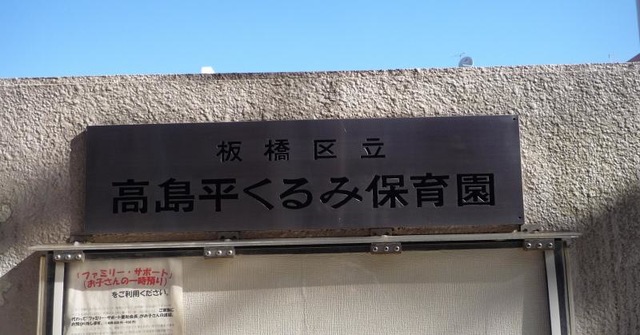 板橋区立
高島平くるみ保育園
「ファミリー・サポート」
(お子さんの一時預り)
をご利用ください。